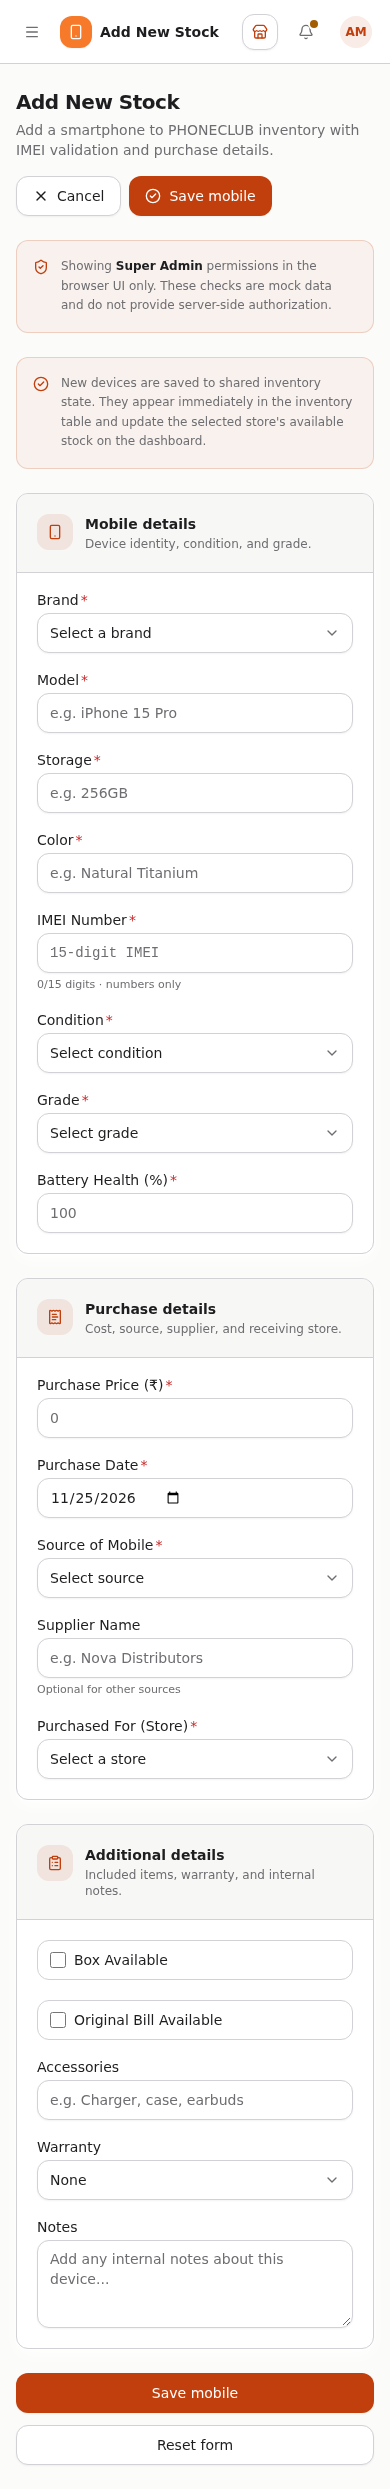 Add New Stock
AM
Add New Stock
Add a smartphone to PHONECLUB inventory with
IMEI validation and purchase details.
Cancel
Save mobile
Showing Super Admin permissions in the
browser UI only. These checks are mock data
and do not provide server-side authorization.
New devices are saved to shared inventory
state. They appear immediately in the inventory
table and update the selected store's available
stock on the dashboard.
Mobile details
Device identity, condition, and grade.
Brand*
Select a brand
Model*
e.g. iPhone 15 Pro
Storage*
e.g. 256GB
Color*
e.g. Natural Titanium
IMEI Number*
15-digit IMEI
0/15 digits · numbers only
Condition*
Select condition
Grade*
Select grade
Battery Health (%)*
100
Purchase details
Cost, source, supplier, and receiving store.
Purchase Price (₹)*
0
Purchase Date*
11/25/2026
Source of Mobile*
Select source
Supplier Name
e.g. Nova Distributors
Optional for other sources
Purchased For (Store)*
Select a store
Additional details
Included items, warranty, and internal
notes.
Box Available
Original Bill Available
Accessories
e.g. Charger, case, earbuds
Warranty
None
Notes
Add any internal notes about this
device...
Save mobile
Reset form